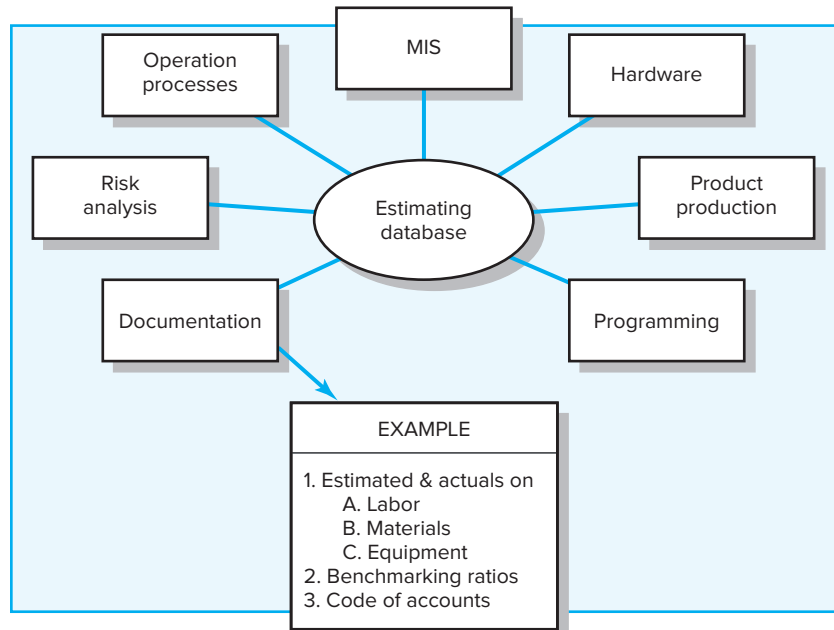 MIS
Operation
processes
Hardware
Risk
analysis
Estimating
database
Product
production
Documentation
Programming
EXAMPLE
1. Estimated & actuals on
A. Labor
B. Materials
C. Equipment
2. Benchmarking ratios
3. Code of accounts